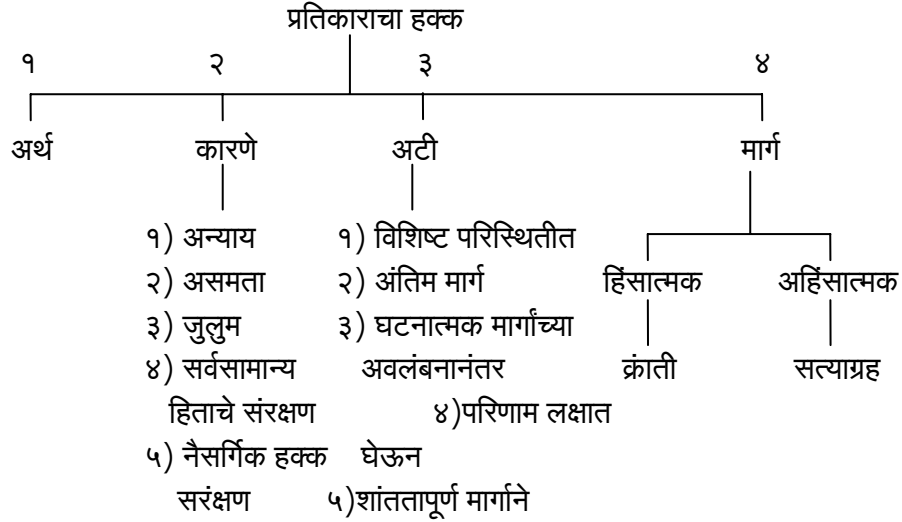 प्रतिकाराचा हक्क
१ २ ३ ४
अर्थ कारणे अटी मार्ग
१) अन्याय १) विशिष्ट परिस्थितीत
२) असमता २) अंतिम मार्ग हिंसात्मक अहिंसात्मक
३) जुलुम ३) घटनात्मक मार्गांच्या
४) सर्वसामान्य अवलंबनानंतर क्रांती सत्याग्रह
हिताचे संरक्षण ४)परिणाम लक्षात
५) नैसर्गिक हक्क घेऊन
सरंक्षण ५)शांततापूर्ण मार्गाने